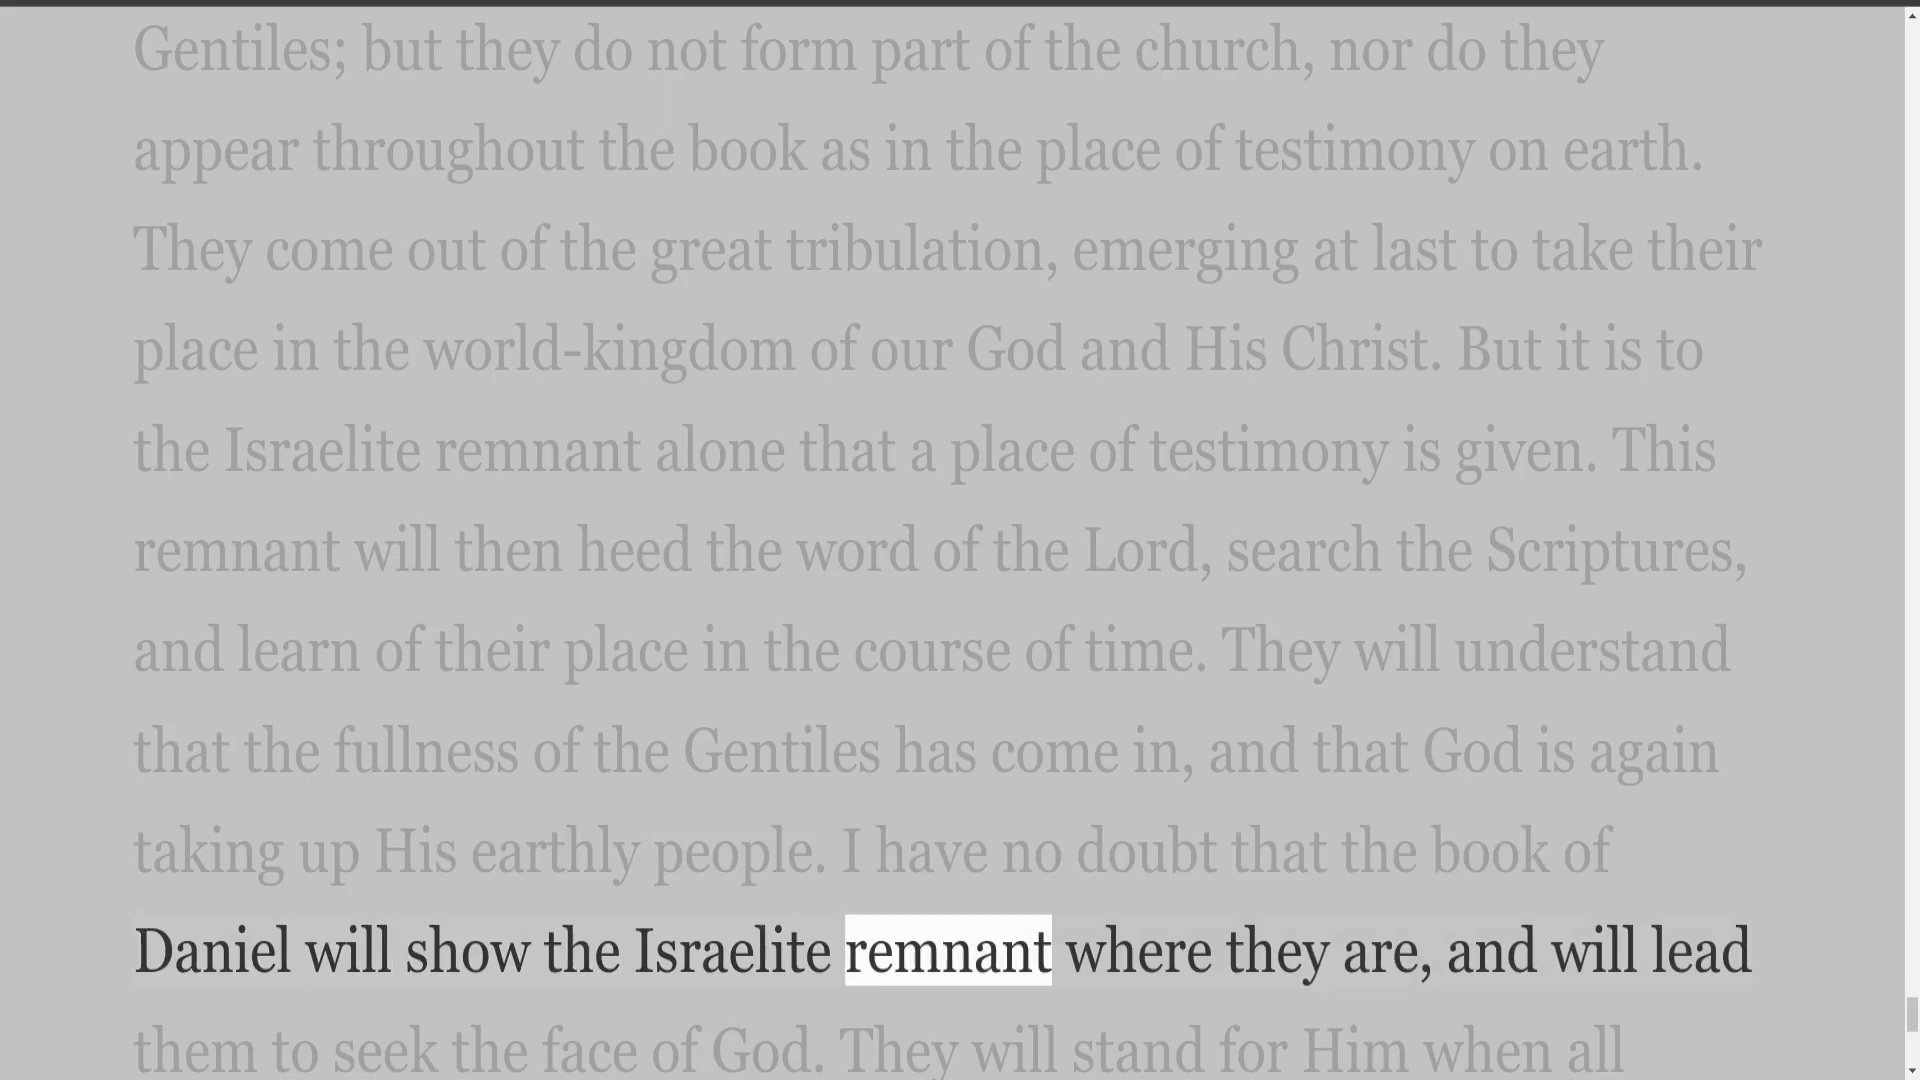 Gentiles; but they do not form part of the church, nor do they
appear throughout the book as in the place of testimony on earth.
They come out of the great tribulation, emerging at last to take their
place in the world-kingdom of our God and His Christ. But it is to
the Israelite remnant alone that a place of testimony is given. This
remnant will then heed the word of the Lord, search the Scriptures,
and learn of their place in the course of time. They will understand
that the fullness of the Gentiles has come in, and that God is again
taking up His earthly people. I have no doubt that the book of
Daniel will show the Israelite remnant where they are, and will lead
them to seek the face of God. They will stand for Him when all